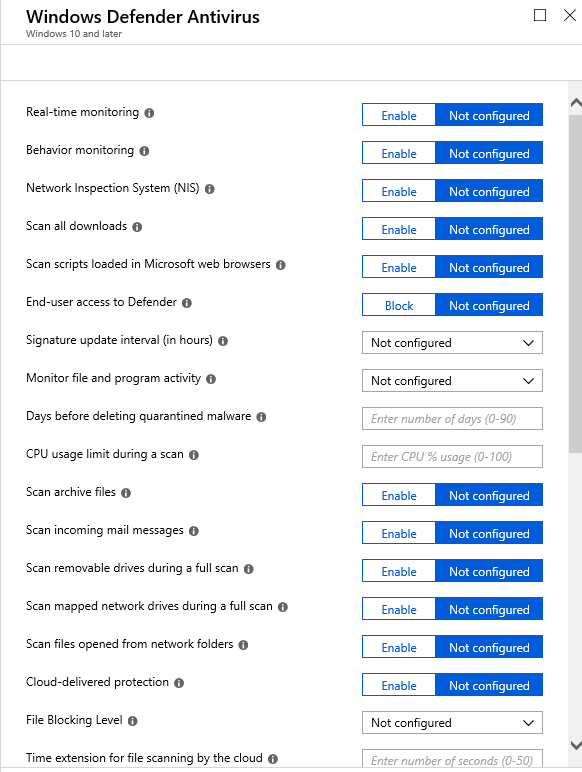 Windows Defender Antivirus
Windows 10 and later
Real-time monitoring Enable Not configured
Behavior monitoring Enable Not configured
Network Inspection System (NIS) Enable Not configured
Scan all downloads Enable Not configured
Scan scripts loaded in Microsoft web browsers Enable Not configured
End-user access to Defender Block Not configured
Signature update interval (in hours) Not configured
Monitor file and program activity Not configured
Days before deleting quarantined malware Enter number of days (0-90)
CPU usage limit during a scan Enter CPU % usage (0-100)
Scan archive files Enable Not configured
Scan incoming mail messages Enable Not configured
Scan removable drives during a full scan Enable Not configured
Scan mapped network drives during a full scan Enable Not configured
Scan files opened from network folders Enable Not configured
Cloud-delivered protection Enable Not configured
File Blocking Level Not configured
Time extension for file scanning by the cloud Enter number of seconds (0-50)